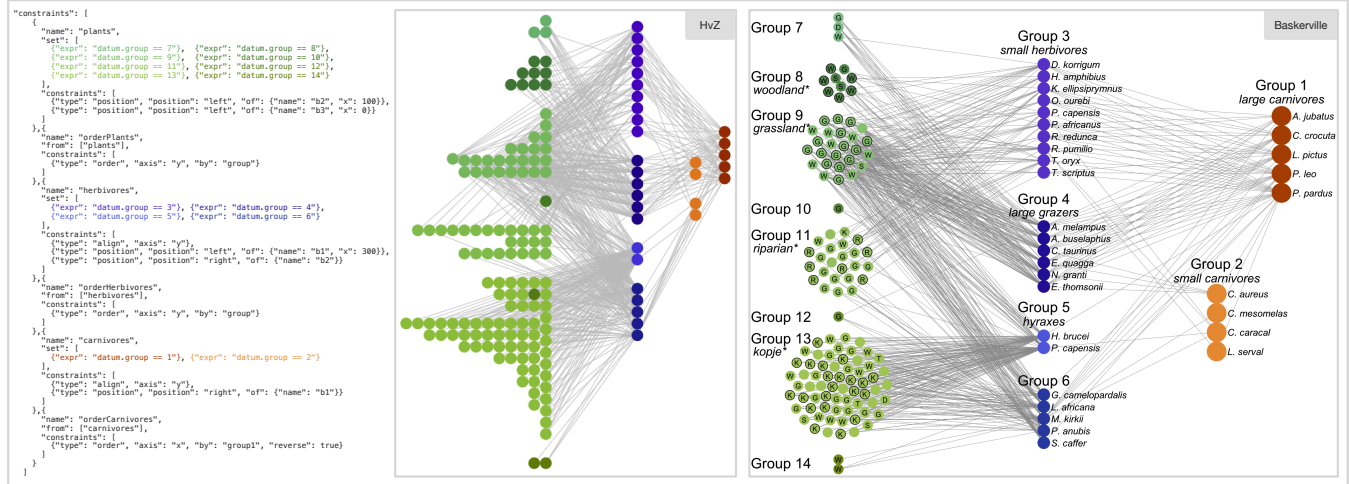 "constraints": [
{
"name": "plants",
"set": [
{"expr": "datum.group == 7"}, {"expr": "datum.group == 8"},
{"expr": "datum.group == 9"}, {"expr": "datum.group == 10"},
{"expr": "datum.group == 11"}, {"expr": "datum.group == 12"},
{"expr": "datum.group == 13"}, {"expr": "datum.group == 14"}
],
"constraints": [
{"type": "position", "position": "left", "of": {"name": "b2", "x": 100}},
{"type": "position", "position": "left", "of": {"name": "b3", "x": 0}}
]
},{
"name": "orderPlants",
"from": ["plants"],
"constraints": [
{"type": "order", "axis": "y", "by": "group"}
]
},{
"name": "herbivores",
"set": [
{"expr": "datum.group == 3"}, {"expr": "datum.group == 4"},
{"expr": "datum.group == 5"}, {"expr": "datum.group == 6"}
],
"constraints": [
{"type": "align", "axis": "y"},
{"type": "position", "position": "left", "of": {"name": "b1", "x": 300}},
{"type": "position", "position": "right", "of": {"name": "b2"}}
]
},{
"name": "orderHerbivores",
"from": ["herbivores"],
"constraints": [
{"type": "order", "axis": "y", "by": "group"}
]
},{
"name": "carnivores",
"set": [
{"expr": "datum.group == 1"}, {"expr": "datum.group == 2"}
],
"constraints": [
{"type": "align", "axis": "y"},
{"type": "position", "position": "right", "of": {"name": "b1"}}
]
},{
"name": "orderCarnivores",
"from": ["carnivores"],
"constraints": [
{"type": "order", "axis": "x", "by": "group1", "reverse": true}
]
}
]
HvZ
Baskerville
Group 7
G
D
W
Group 8
woodland*
Group 9
grassland*
Group 10
G
Group 11
riparian*
Group 12
G
Group 13
kopje*
Group 14
W
W
Group 3
small herbivores
D. korrigum
H. amphibius
K. ellipsiprymnus
O. ourebi
P. capensis
P. africanus
R. redunca
R. pumilio
T. oryx
T. scriptus
Group 4
large grazers
A. melampus
A. buselaphus
C. taurinus
E. quagga
N. granti
E. thomsonii
Group 5
hyraxes
H. brucei
P. capensis
Group 6
G. camelopardalis
L. africana
M. kirkii
P. anubis
S. caffer
Group 1
large carnivores
A. jubatus
C. crocuta
L. pictus
P. leo
P. pardus
Group 2
small carnivores
C. aureus
C. mesomelas
C. caracal
L. serval